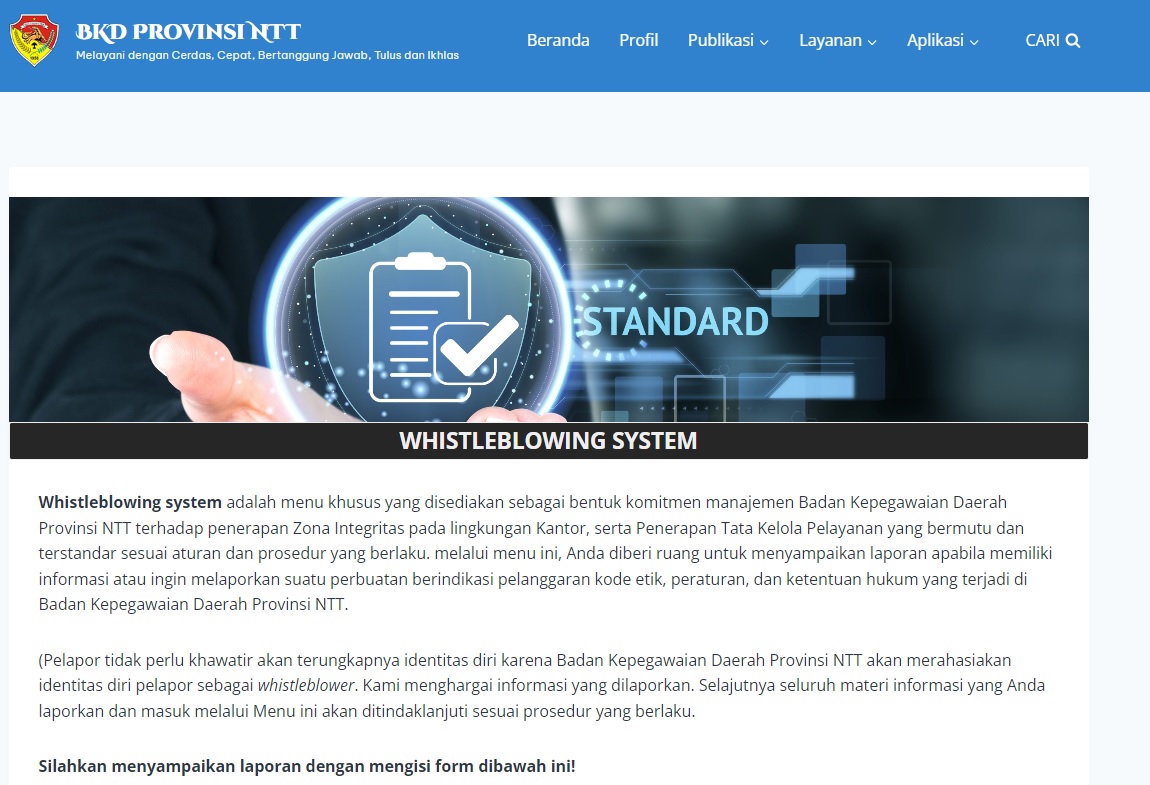 BKD PROVINSI NTT
Melayani dengan Cerdas, Cepat, Bertanggung Jawab, Tulus dan Ikhlas
Beranda
Profil
Publikasi
Layanan
Aplikasi
CARI
STANDARD
WHISTLEBLOWING SYSTEM
Whistleblowing system adalah menu khusus yang disediakan sebagai bentuk komitmen manajemen Badan Kepegawaian Daerah
Provinsi NTT terhadap penerapan Zona Integritas pada lingkungan Kantor, serta Penerapan Tata Kelola Pelayanan yang bermutu dan
terstandar sesuai aturan dan prosedur yang berlaku. melalui menu ini, Anda diberi ruang untuk menyampaikan laporan apabila memiliki
informasi atau ingin melaporkan suatu perbuatan berindikasi pelanggaran kode etik, peraturan, dan ketentuan hukum yang terjadi di
Badan Kepegawaian Daerah Provinsi NTT.
(Pelapor tidak perlu khawatir akan terungkapnya identitas diri karena Badan Kepegawaian Daerah Provinsi NTT akan merahasiakan
identitas diri pelapor sebagai whistleblower. Kami menghargai informasi yang dilaporkan. Selajutnya seluruh materi informasi yang Anda
laporkan dan masuk melalui Menu ini akan ditindaklanjuti sesuai prosedur yang berlaku.
Silahkan menyampaikan laporan dengan mengisi form dibawah ini!